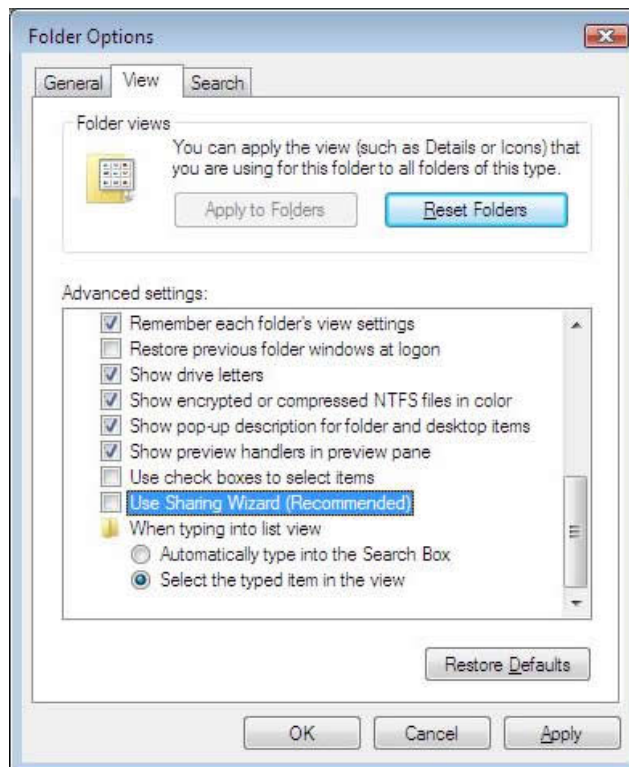 Folder Options
General View Search
Folder views
You can apply the view (such as Details or Icons) that
you are using for this folder to all folders of this type.
Apply to Folders Reset Folders
Advanced settings:
Remember each folder's view settings
Restore previous folder windows at logon
Show drive letters
Show encrypted or compressed NTFS files in color
Show pop-up description for folder and desktop items
Show preview handlers in preview pane
Use check boxes to select items
Use Sharing Wizard (Recommended)
When typing into list view
Automatically type into the Search Box
Select the typed item in the view
Restore Defaults
OK Cancel Apply